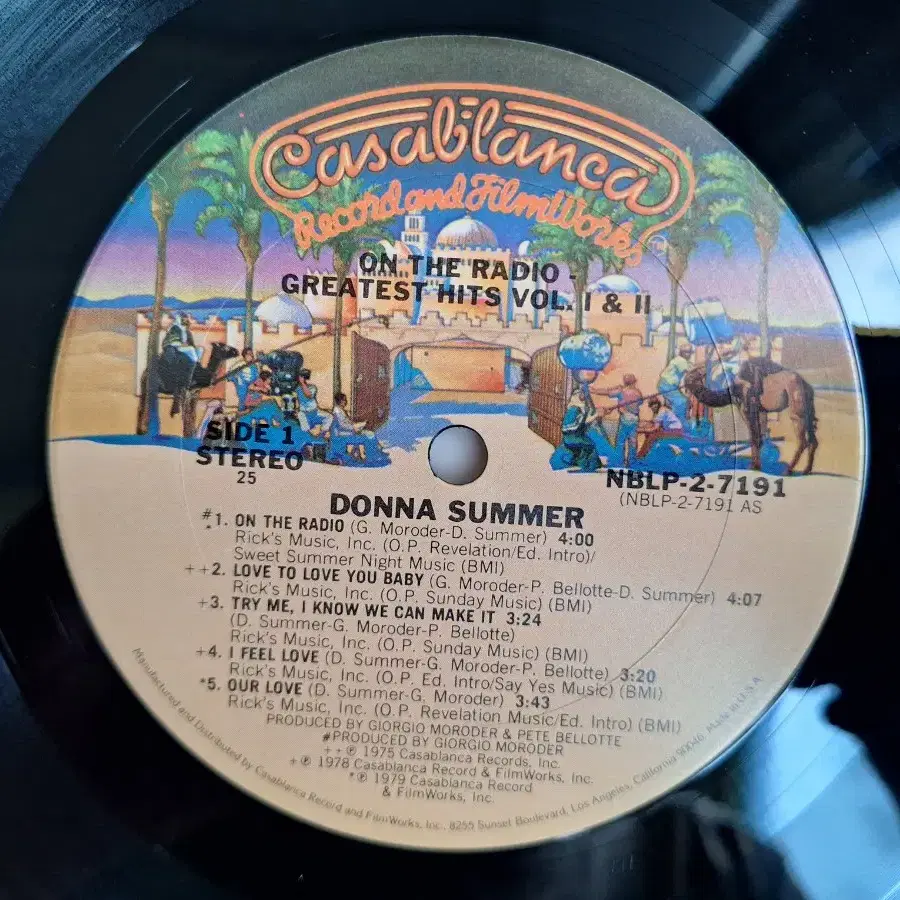 Casablanca
Record and FilmWorks
ON THE RADIO -
GREATEST HITS VOL. I & II
SIDE 1
STEREO
25
NBLP-2-7191
(NBLP-2-7191 AS
DONNA SUMMER
#*1. ON THE RADIO (G. Moroder-D. Summer) 4:00
Rick's Music, Inc. (O.P. Revelation/Ed. Intro)/
Sweet Summer Night Music (BMI)
++2. LOVE TO LOVE YOU BABY (G. Moroder-P. Bellotte-D. Summer) 4:07
Rick's Music, Inc. (O.P. Sunday Music) (BMI)
+3. TRY ME, I KNOW WE CAN MAKE IT 3:24
(D. Summer-G. Moroder-P. Bellotte)
Rick's Music, Inc. (O.P. Sunday Music) (BMI)
+4. I FEEL LOVE (D. Summer-G. Moroder-P. Bellotte) 3:20
Rick's Music, Inc. (O.P. Ed. Intro/Say Yes Music) (BMI)
*5. OUR LOVE (D. Summer-G. Moroder) 3:43
Rick's Music, Inc. (O.P. Revelation Music/Ed. Intro) (BMI)
PRODUCED BY GIORGIO MORODER & PETE BELLOTTE
#PRODUCED BY GIORGIO MORODER
++℗ 1975 Casablanca Records, Inc.
+℗ 1978 Casablanca Record & FilmWorks, Inc.
*℗ 1979 Casablanca Record
& FilmWorks, Inc.
Manufactured and Distributed by Casablanca Record and FilmWorks, Inc., 8255 Sunset Boulevard, Los Angeles, California 90046, Made in U.S.A.